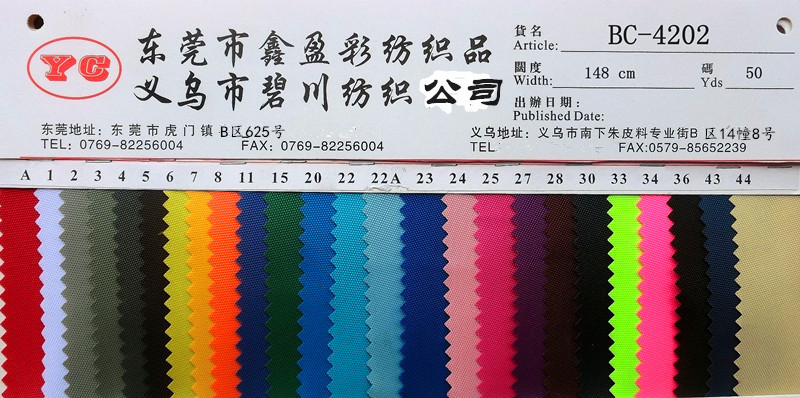 YC
东莞市鑫盈彩纺织品
义乌市碧川纺织公司
貨名
Article: BC-4202
闊度
Width: 148 cm
碼
Yds 50
出辦日期:
Published Date:
东莞地址: 东莞市虎门镇B区625号
TEL: 0769-82256004 FAX: 0769-82256004
义乌地址: 义乌市南下朱皮料专业街B区14幢8号
TEL: FAX:0579-85652239
A 1 2 3 4 5 6 7 8 11 15 20 22 22A 23 24 25 27 28 30 33 34 36 43 44